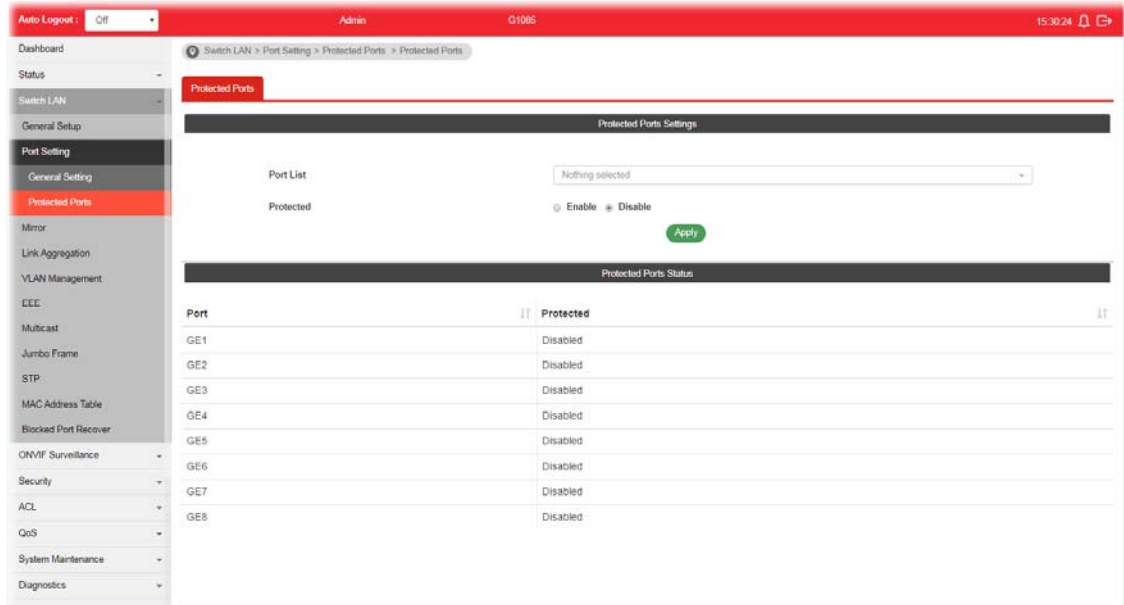 Auto Logout : Off Admin G1085 15:30:24
Dashboard
Status
Switch LAN
General Setup
Port Setting
General Setting
Protected Ports
Mirror
Link Aggregation
VLAN Management
EEE
Multicast
Jumbo Frame
STP
MAC Address Table
Blocked Port Recover
ONVIF Surveillance
Security
ACL
QoS
System Maintenance
Diagnostics
Switch LAN > Port Setting > Protected Ports > Protected Ports
Protected Ports
Protected Ports Settings
Port List Nothing selected
Protected Enable Disable
Apply
Protected Ports Status
Port Protected
GE1 Disabled
GE2 Disabled
GE3 Disabled
GE4 Disabled
GE5 Disabled
GE6 Disabled
GE7 Disabled
GE8 Disabled